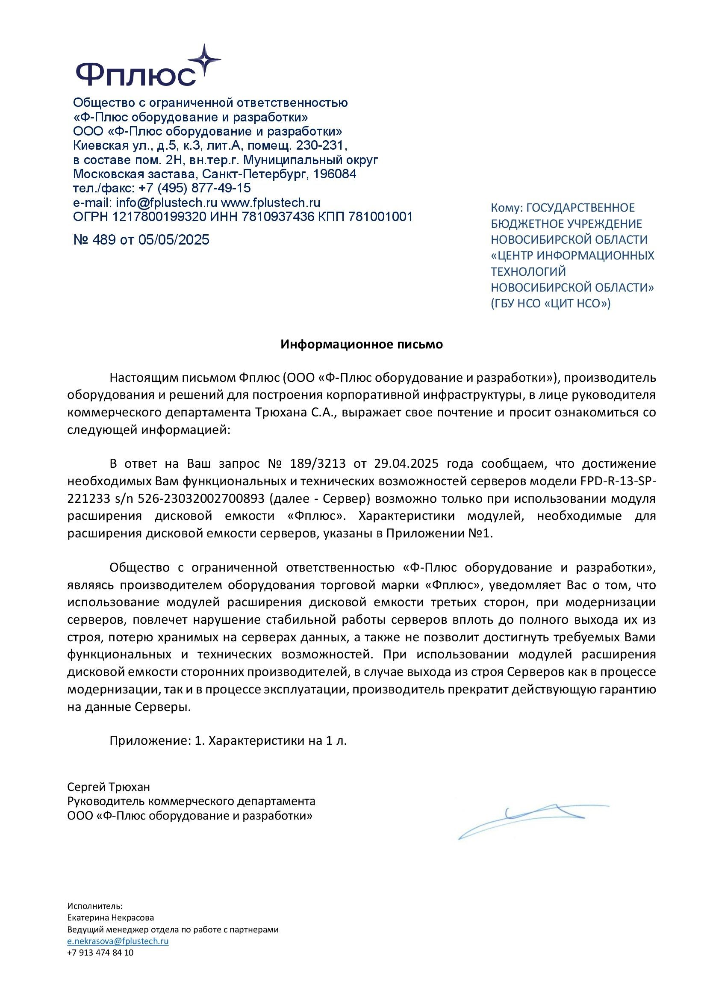 Фплюс
Общество с ограниченной ответственностью
«Ф-Плюс оборудование и разработки»
ООО «Ф-Плюс оборудование и разработки»
Киевская ул., д.5, к.3, лит.А, помещ. 230-231,
в составе пом. 2Н, вн.тер.г. Муниципальный округ
Московская застава, Санкт-Петербург, 196084
тел./факс: +7 (495) 877-49-15
e-mail: info@fplustech.ru www.fplustech.ru
ОГРН 1217800199320 ИНН 7810937436 КПП 781001001
№ 489 от 05/05/2025
Кому: ГОСУДАРСТВЕННОЕ
БЮДЖЕТНОЕ УЧРЕЖДЕНИЕ
НОВОСИБИРСКОЙ ОБЛАСТИ
«ЦЕНТР ИНФОРМАЦИОННЫХ
ТЕХНОЛОГИЙ
НОВОСИБИРСКОЙ ОБЛАСТИ»
(ГБУ НСО «ЦИТ НСО»)
Информационное письмо
Настоящим письмом Фплюс (ООО «Ф-Плюс оборудование и разработки»), производитель
оборудования и решений для построения корпоративной инфраструктуры, в лице руководителя
коммерческого департамента Трюхана С.А., выражает свое почтение и просит ознакомиться со
следующей информацией:
В ответ на Ваш запрос № 189/3213 от 29.04.2025 года сообщаем, что достижение
необходимых Вам функциональных и технических возможностей серверов модели FPD-R-13-SP-
221233 s/n 526-23032002700893 (далее - Сервер) возможно только при использовании модуля
расширения дисковой емкости «Фплюс». Характеристики модулей, необходимые для
расширения дисковой емкости серверов, указаны в Приложении №1.
Общество с ограниченной ответственностью «Ф-Плюс оборудование и разработки»,
являясь производителем оборудования торговой марки «Фплюс», уведомляет Вас о том, что
использование модулей расширения дисковой емкости третьих сторон, при модернизации
серверов, повлечет нарушение стабильной работы серверов вплоть до полного выхода их из
строя, потерю хранимых на серверах данных, а также не позволит достигнуть требуемых Вами
функциональных и технических возможностей. При использовании модулей расширения
дисковой емкости сторонних производителей, в случае выхода из строя Серверов как в процессе
модернизации, так и в процессе эксплуатации, производитель прекратит действующую гарантию
на данные Серверы.
Приложение: 1. Характеристики на 1 л.
Сергей Трюхан
Руководитель коммерческого департамента
ООО «Ф-Плюс оборудование и разработки»
Исполнитель:
Екатерина Некрасова
Ведущий менеджер отдела по работе с партнерами
e.nekrasova@fplustech.ru
+7 913 474 84 10